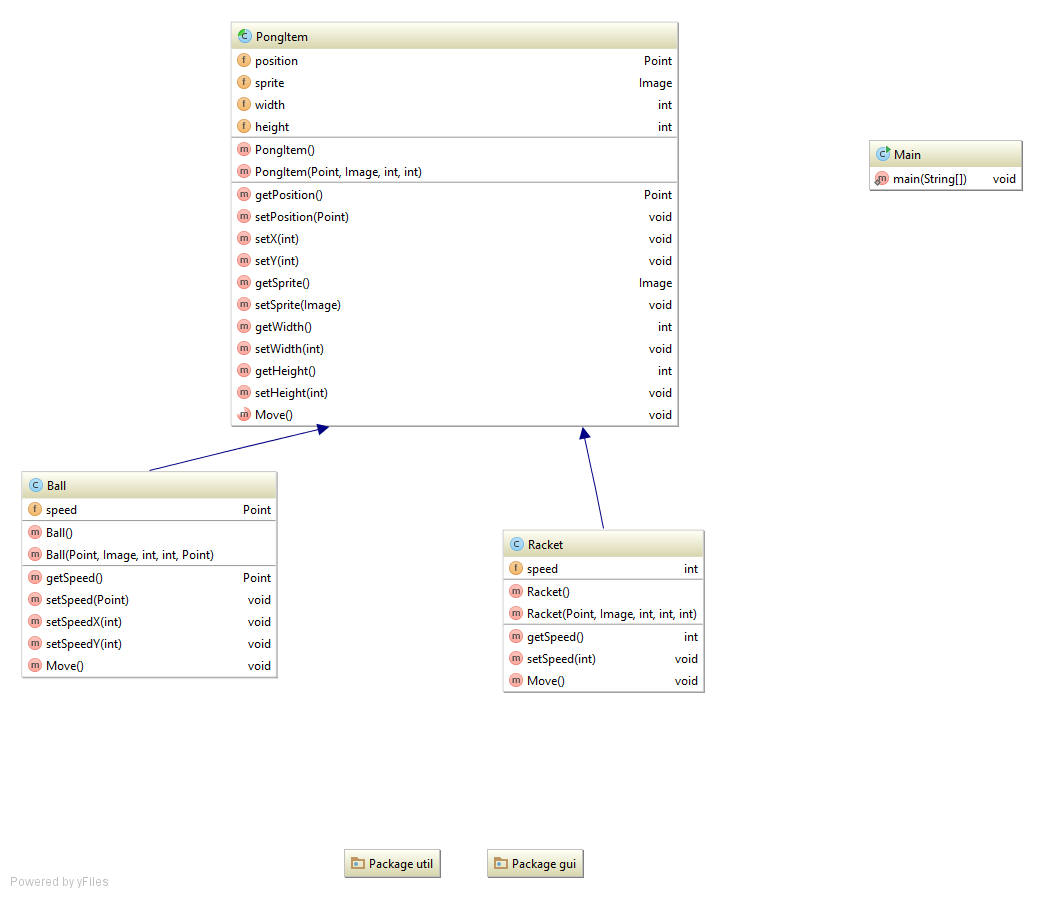 PongItem
position Point
sprite Image
width int
height int
PongItem()
PongItem(Point, Image, int, int)
getPosition() Point
setPosition(Point) void
setX(int) void
setY(int) void
getSprite() Image
setSprite(Image) void
getWidth() int
setWidth(int) void
getHeight() int
setHeight(int) void
Move() void
Main
main(String[]) void
Ball
speed Point
Ball()
Ball(Point, Image, int, int, Point)
getSpeed() Point
setSpeed(Point) void
setSpeedX(int) void
setSpeedY(int) void
Move() void
Racket
speed int
Racket()
Racket(Point, Image, int, int, int)
getSpeed() int
setSpeed(int) void
Move() void
Package util
Package gui
Powered by yFiles